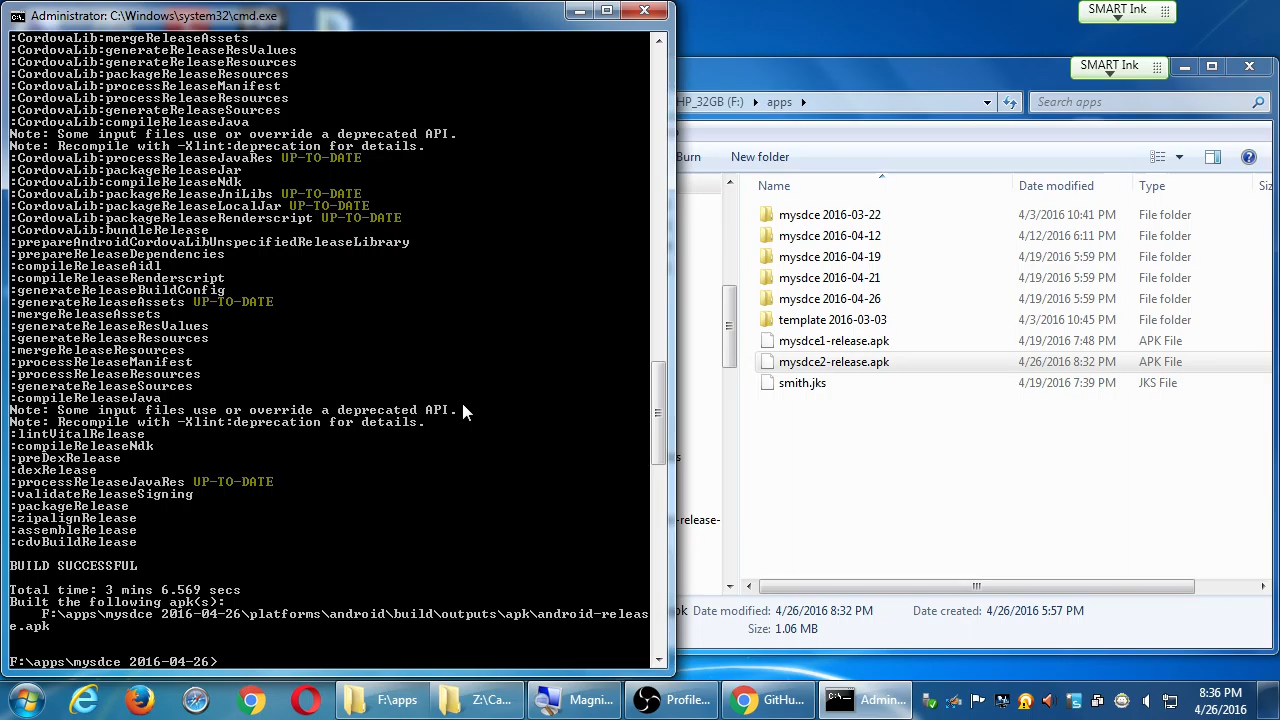 Administrator: C:\Windows\system32\cmd.exe
:CordovaLib:mergeReleaseAssets
:CordovaLib:generateReleaseResValues
:CordovaLib:generateReleaseResources
:CordovaLib:packageReleaseResources
:CordovaLib:processReleaseManifest
:CordovaLib:processReleaseResources
:CordovaLib:generateReleaseSources
:CordovaLib:compileReleaseJava
Note: Some input files use or override a deprecated API.
Note: Recompile with -Xlint:deprecation for details.
:CordovaLib:processReleaseJavaRes UP-TO-DATE
:CordovaLib:packageReleaseJar
:CordovaLib:compileReleaseNdk
:CordovaLib:packageReleaseJniLibs UP-TO-DATE
:CordovaLib:packageReleaseLocalJar UP-TO-DATE
:CordovaLib:packageReleaseRenderscript UP-TO-DATE
:CordovaLib:bundleRelease
:prepareAndroidCordovaLibUnspecifiedReleaseLibrary
:prepareReleaseDependencies
:compileReleaseAidl
:compileReleaseRenderscript
:generateReleaseBuildConfig
:generateReleaseAssets UP-TO-DATE
:mergeReleaseAssets
:generateReleaseResValues
:generateReleaseResources
:mergeReleaseResources
:processReleaseManifest
:processReleaseResources
:generateReleaseSources
:compileReleaseJava
Note: Some input files use or override a deprecated API.
Note: Recompile with -Xlint:deprecation for details.
:lintVitalRelease
:compileReleaseNdk
:preDexRelease
:dexRelease
:processReleaseJavaRes UP-TO-DATE
:validateReleaseSigning
:packageRelease
:zipalignRelease
:assembleRelease
:cdvBuildRelease
BUILD SUCCESSFUL
Total time: 3 mins 6.569 secs
Built the following apk(s):
F:\apps\mysdce 2016-04-26\platforms\android\build\outputs\apk\android-releas
e.apk
F:\apps\mysdce 2016-04-26>
SMART Ink
SMART Ink
HP_32GB (F:) apps
Search apps
Burn New folder
Name Date modified Type Siz
mysdce 2016-03-22 4/3/2016 10:41 PM File folder
mysdce 2016-04-12 4/12/2016 6:11 PM File folder
mysdce 2016-04-19 4/19/2016 5:59 PM File folder
mysdce 2016-04-21 4/19/2016 5:59 PM File folder
mysdce 2016-04-26 4/19/2016 5:59 PM File folder
template 2016-03-03 4/3/2016 10:45 PM File folder
mysdce1-release.apk 4/19/2016 7:48 PM APK File
mysdce2-release.apk 4/26/2016 8:32 PM APK File
smith.jks 4/19/2016 7:39 PM JKS File
-release-
Date modified: 4/26/2016 8:32 PM Date created: 4/26/2016 5:57 PM
Size: 1.06 MB
F:\apps Z:\Ca... Magni... Profile... GitHu... Admin...
8:36 PM
4/26/2016